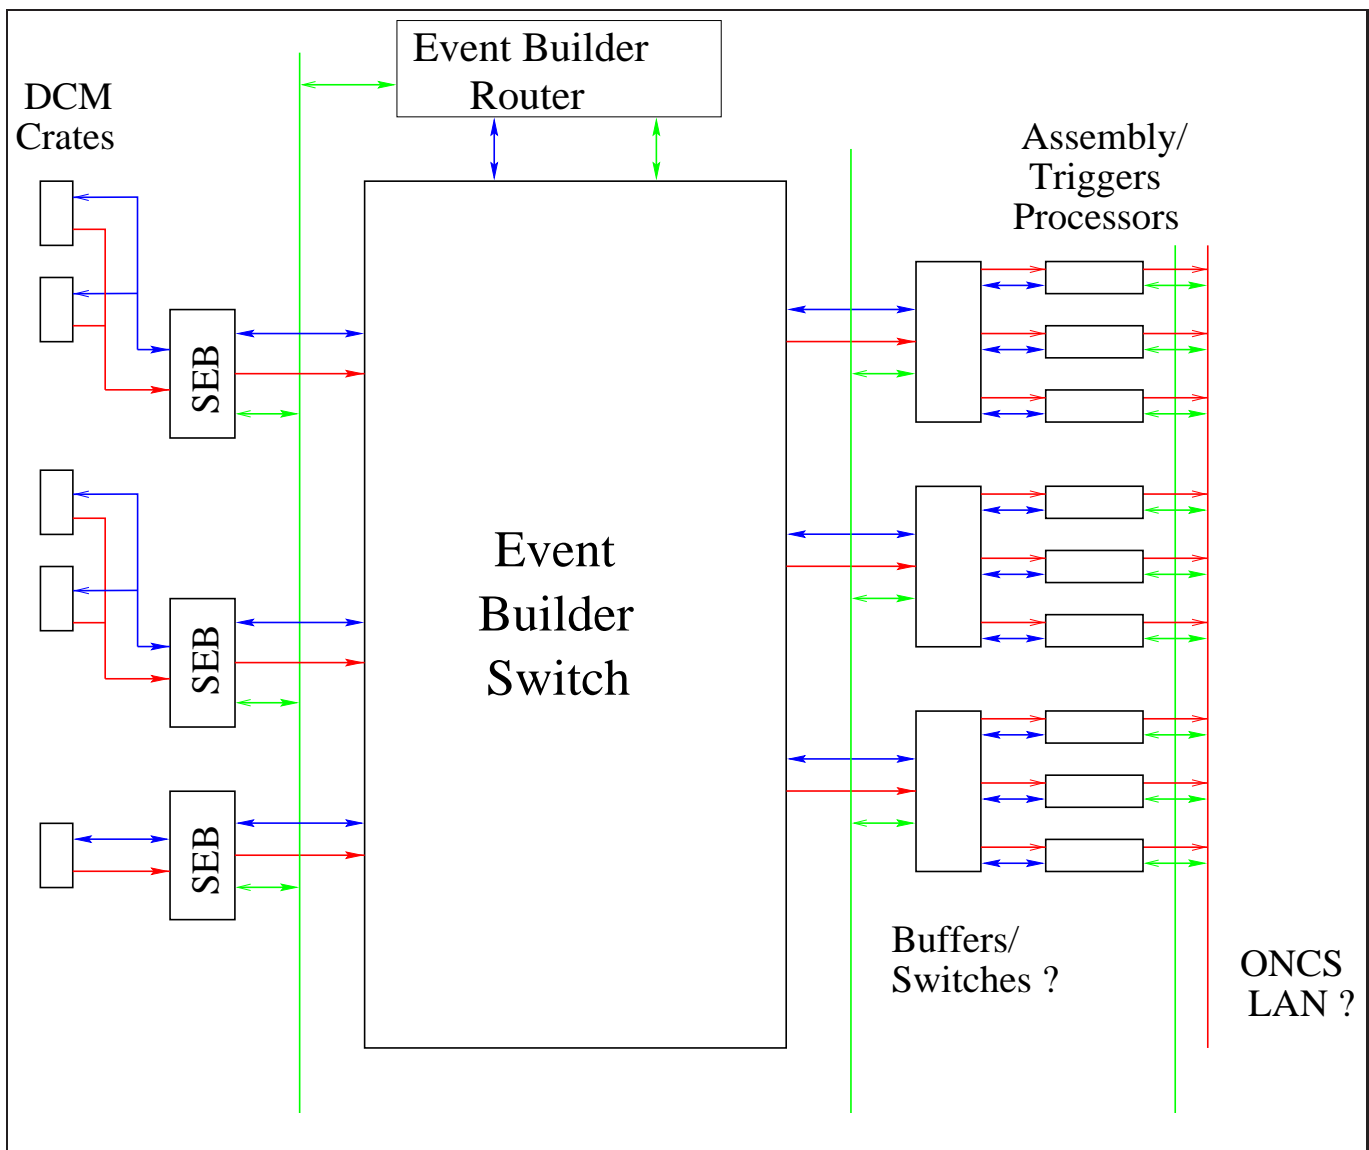 Event Builder
Router
DCM
Crates
Assembly/
Triggers
Processors
SEB
SEB
SEB
Event
Builder
Switch
Buffers/
Switches ?
ONCS
LAN ?